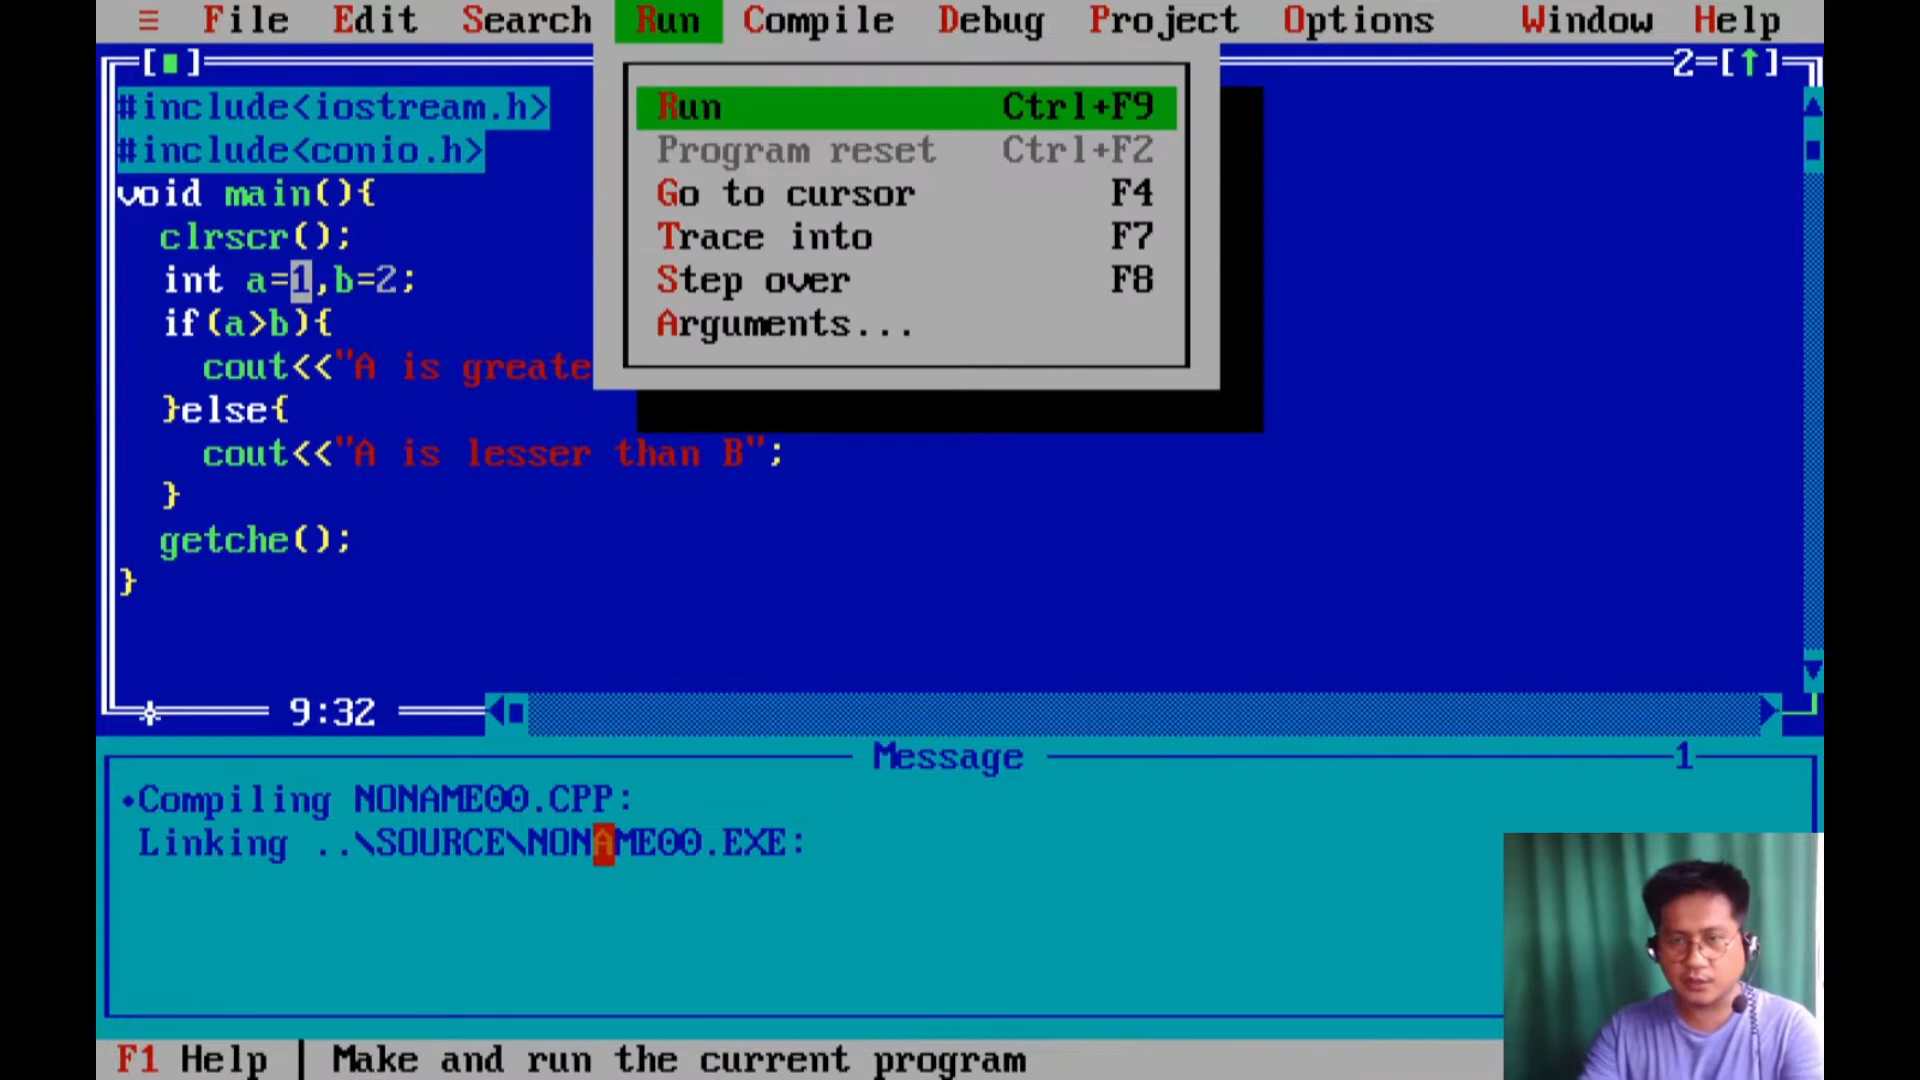 ≡ File Edit Search Run Compile Debug Project Options Window Help
[■] 2=[↑]
#include<iostream.h>
#include<conio.h>
void main(){
clrscr();
int a=1,b=2;
if(a>b){
cout<<"A is greate
}else{
cout<<"A is lesser than B";
}
getche();
}
Run Ctrl+F9
Program reset Ctrl+F2
Go to cursor F4
Trace into F7
Step over F8
Arguments...
9:32
Message 1
•Compiling NONAME00.CPP:
Linking ..\SOURCE\NONAME00.EXE:
F1 Help | Make and run the current program